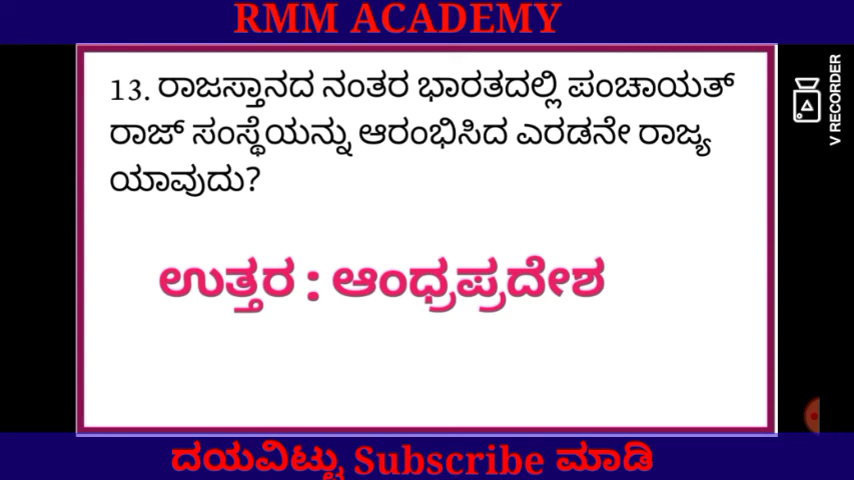 RMM ACADEMY
13. ರಾಜಸ್ತಾನದ ನಂತರ ಭಾರತದಲ್ಲಿ ಪಂಚಾಯತ್
ರಾಜ್ ಸಂಸ್ಥೆಯನ್ನು ಆರಂಭಿಸಿದ ಎರಡನೇ ರಾಜ್ಯ
ಯಾವುದು?
ಉತ್ತರ : ಆಂಧ್ರಪ್ರದೇಶ
ದಯವಿಟ್ಟು Subscribe ಮಾಡಿ
V RECORDER